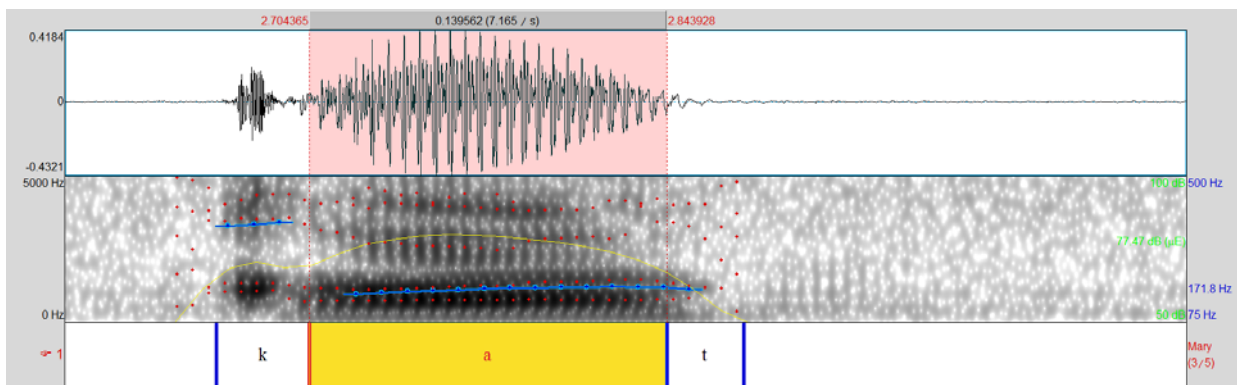 2.704365 0.139562 (7.165 / s) 2.843928
0.4184
0
-0.4321
5000 Hz 100 dB 500 Hz
77.47 dB (µE)
171.8 Hz
0 Hz 50 dB 75 Hz
☞ 1 k a t Mary
(3/5)